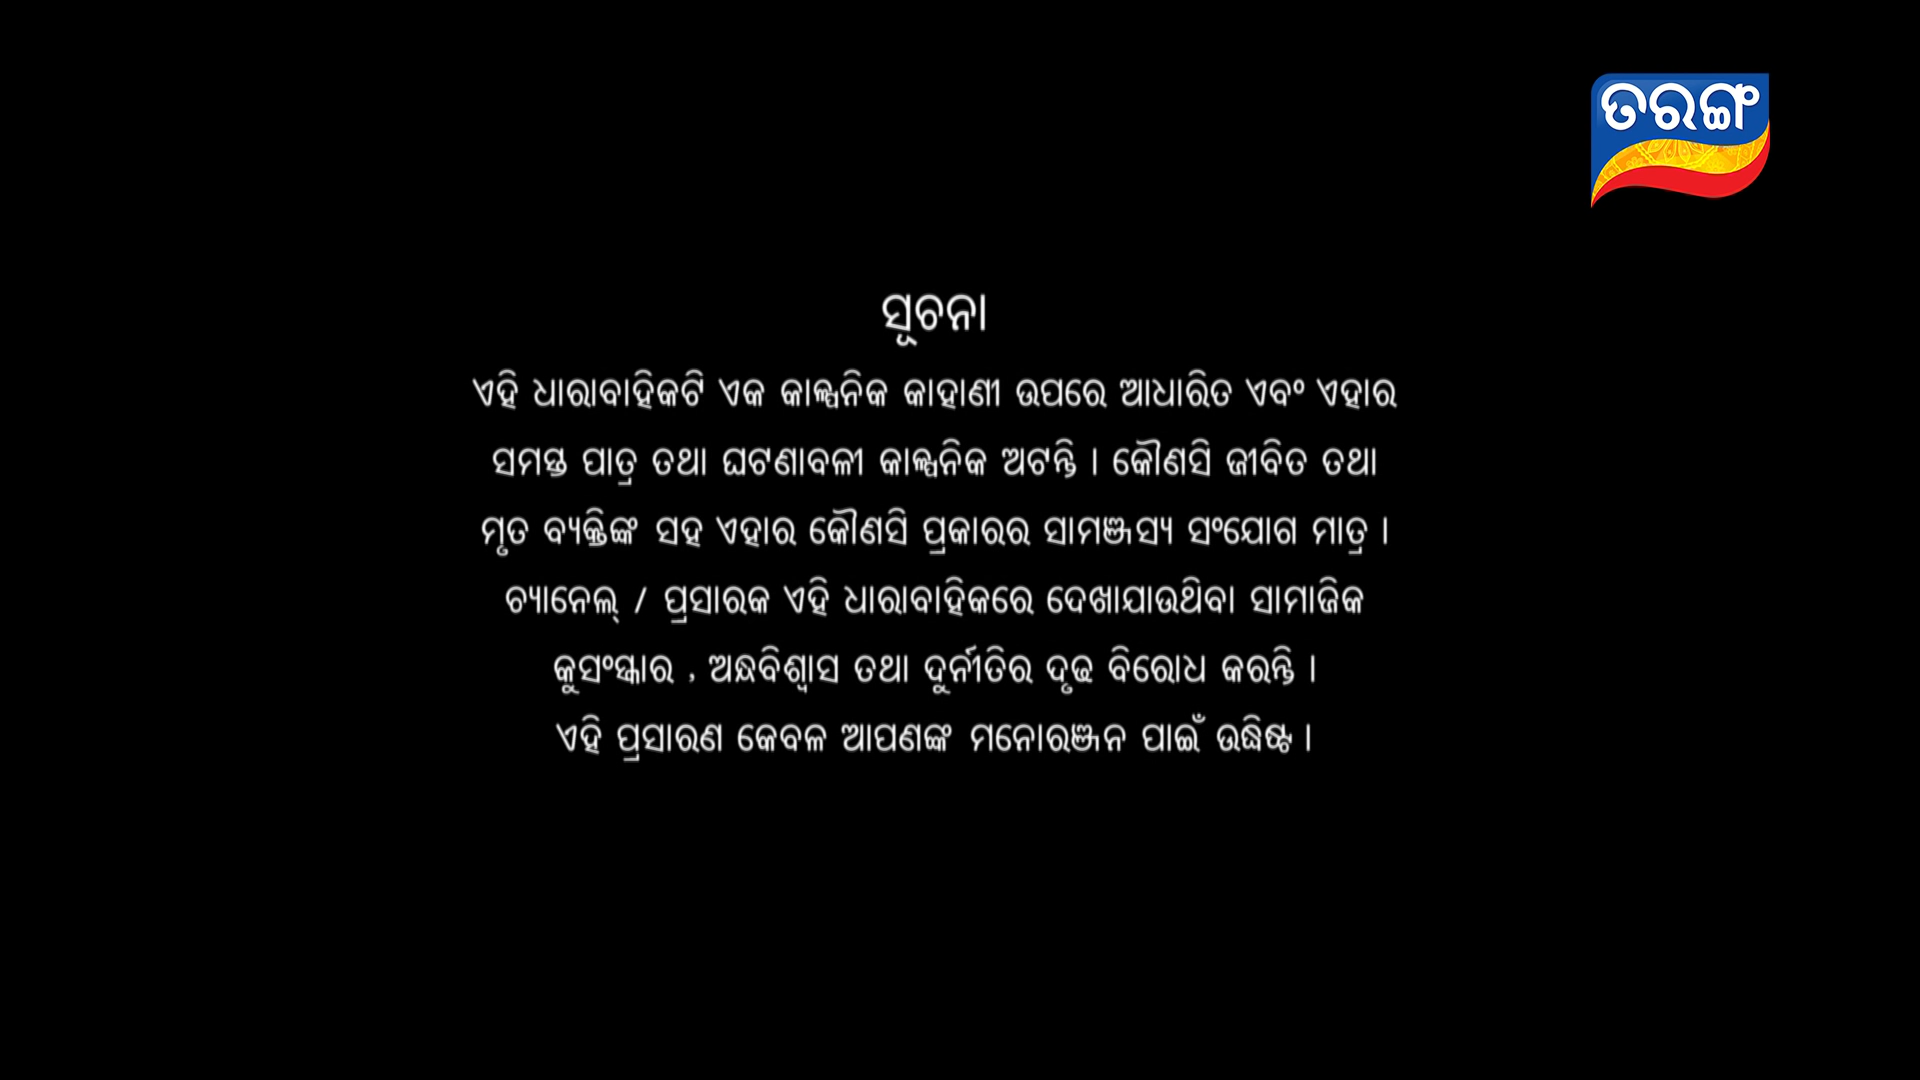 ତରଙ୍ଗ
ସୂଚନା
ଏହି ଧାରାବାହିକଟି ଏକ କାଳ୍ପନିକ କାହାଣୀ ଉପରେ ଆଧାରିତ ଏବଂ ଏହାର
ସମସ୍ତ ପାତ୍ର ତଥା ଘଟଣାବଳୀ କାଳ୍ପନିକ ଅଟନ୍ତି । କୌଣସି ଜୀବିତ ତଥା
ମୃତ ବ୍ୟକ୍ତିଙ୍କ ସହ ଏହାର କୌଣସି ପ୍ରକାରର ସାମଞ୍ଜସ୍ୟ ସଂଯୋଗ ମାତ୍ର ।
ଚ୍ୟାନେଲ୍ / ପ୍ରସାରକ ଏହି ଧାରାବାହିକରେ ଦେଖାଯାଉଥିବା ସାମାଜିକ
କୁସଂସ୍କାର , ଅନ୍ଧବିଶ୍ୱାସ ତଥା ଦୁର୍ନୀତିର ଦୃଢ ବିରୋଧ କରନ୍ତି ।
ଏହି ପ୍ରସାରଣ କେବଳ ଆପଣଙ୍କ ମନୋରଞ୍ଜନ ପାଇଁ ଉଦ୍ଧିଷ୍ଟ ।